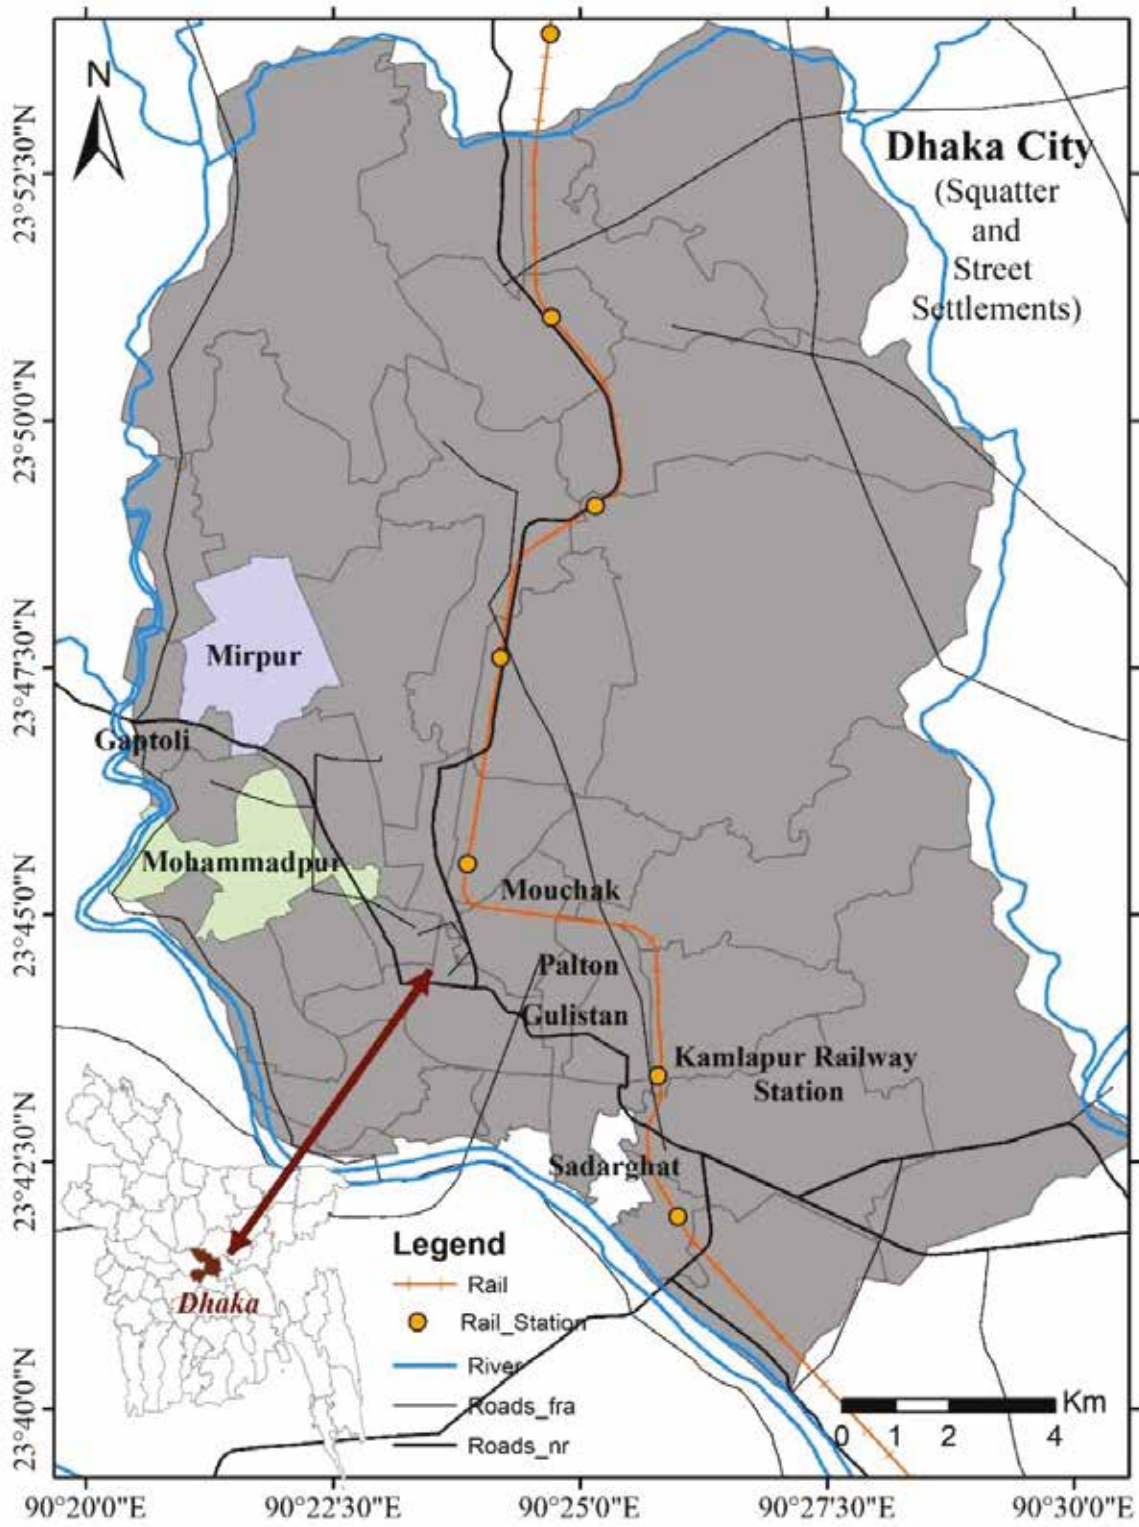 N
Dhaka City
(Squatter
and
Street
Settlements)
23°52'30"N
23°50'0"N
23°47'30"N
23°45'0"N
23°42'30"N
23°40'0"N
Mirpur
Gaptoli
Mohammadpur
Mouchak
Palton
Gulistan
Kamlapur Railway
Station
Sadarghat
Dhaka
Legend
Rail
Rail_Station
River
Roads_fra
Roads_nr
Km
0 1 2 4
90°20'0"E 90°22'30"E 90°25'0"E 90°27'30"E 90°30'0"E